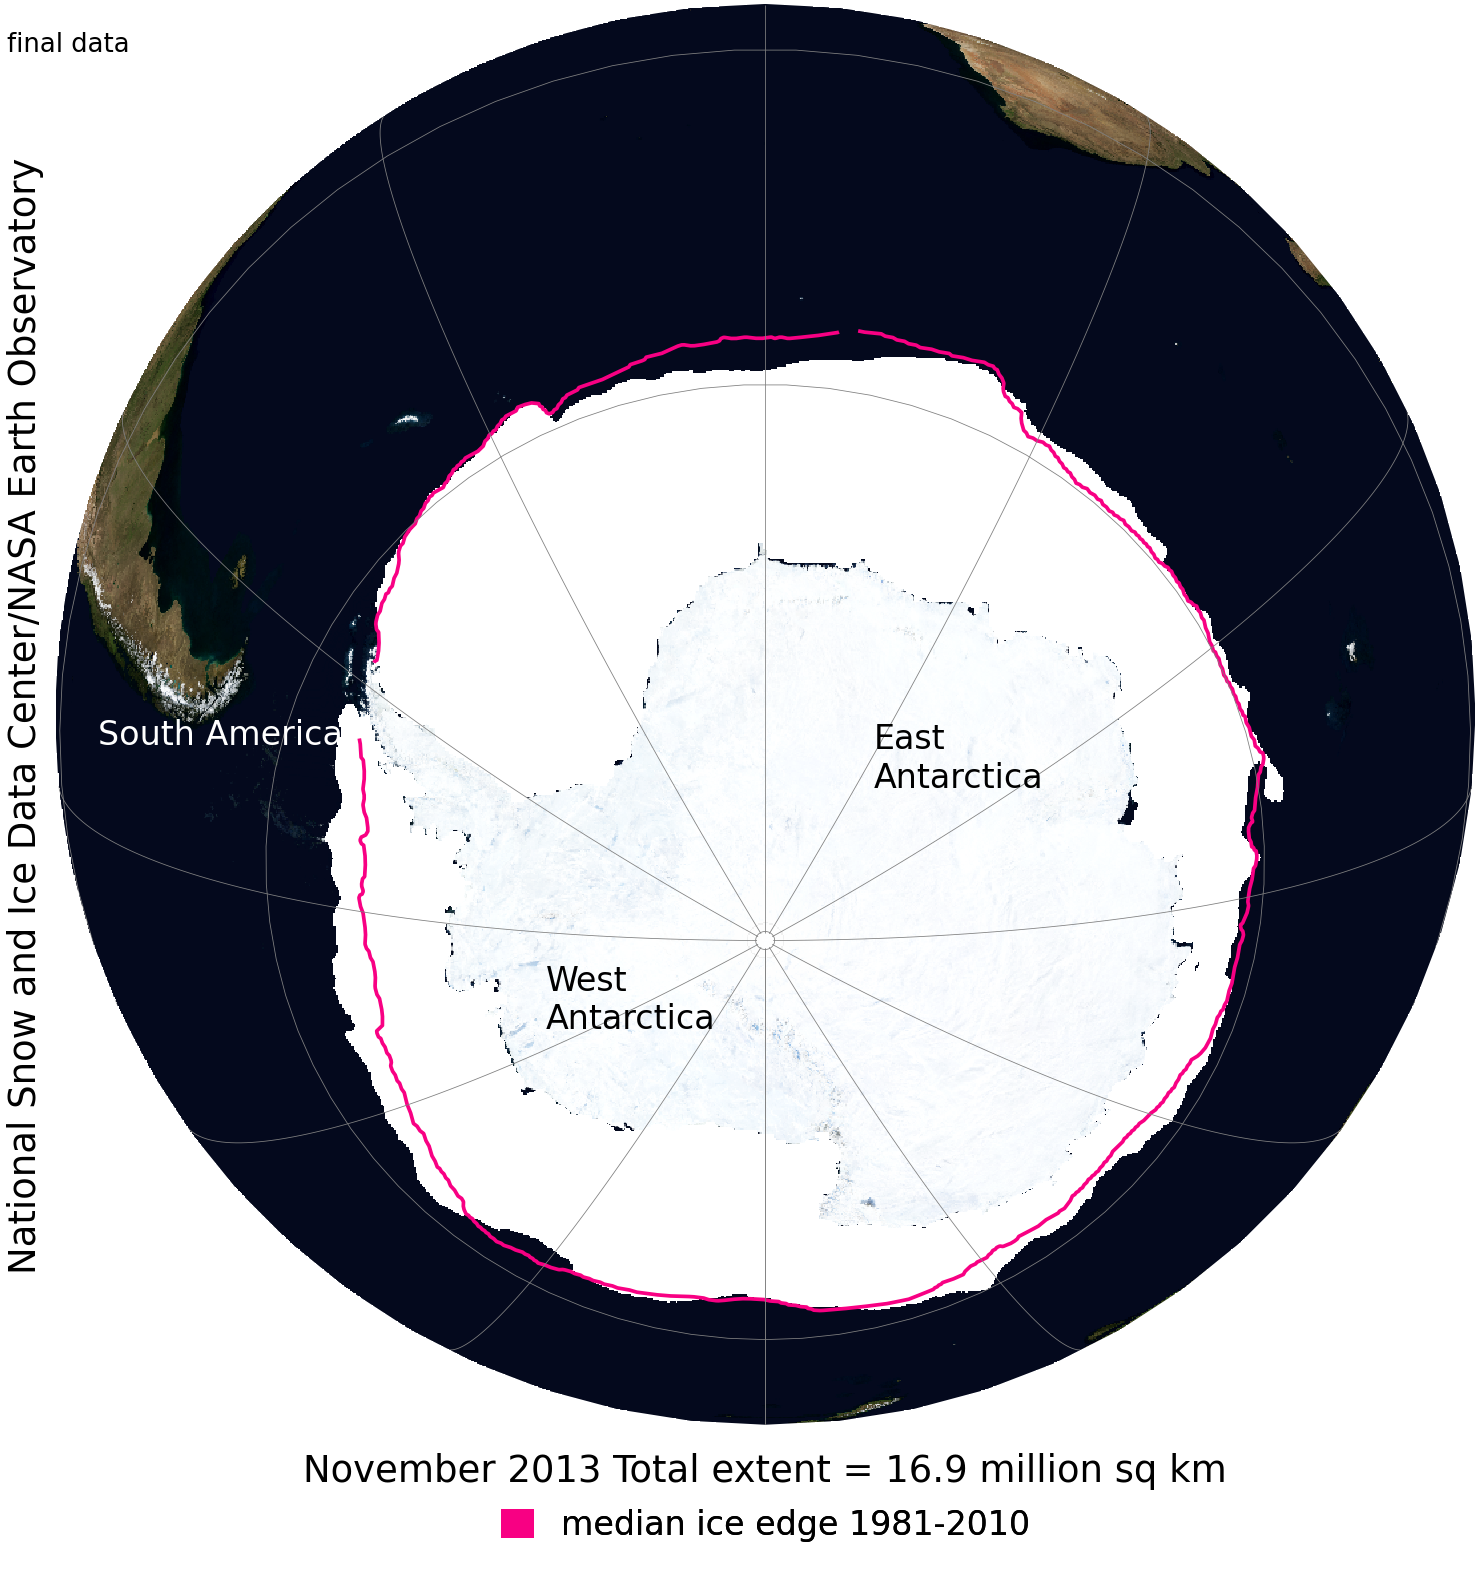 final data
National Snow and Ice Data Center/NASA Earth Observatory
South America
East
Antarctica
West
Antarctica
November 2013 Total extent = 16.9 million sq km
median ice edge 1981-2010